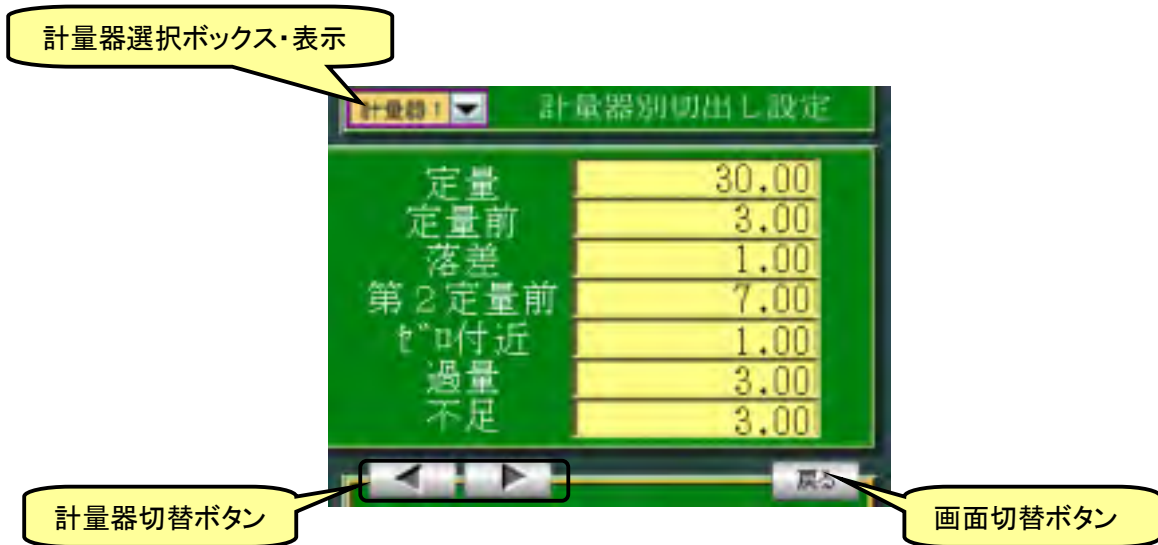 計量器選択ボックス・表示
計量器1 計量器別切出し設定
定量 30.00
定量前 3.00
落差 1.00
第2定量前 7.00
ｾﾞﾛ付近 1.00
過量 3.00
不足 3.00
戻る
計量器切替ボタン 画面切替ボタン